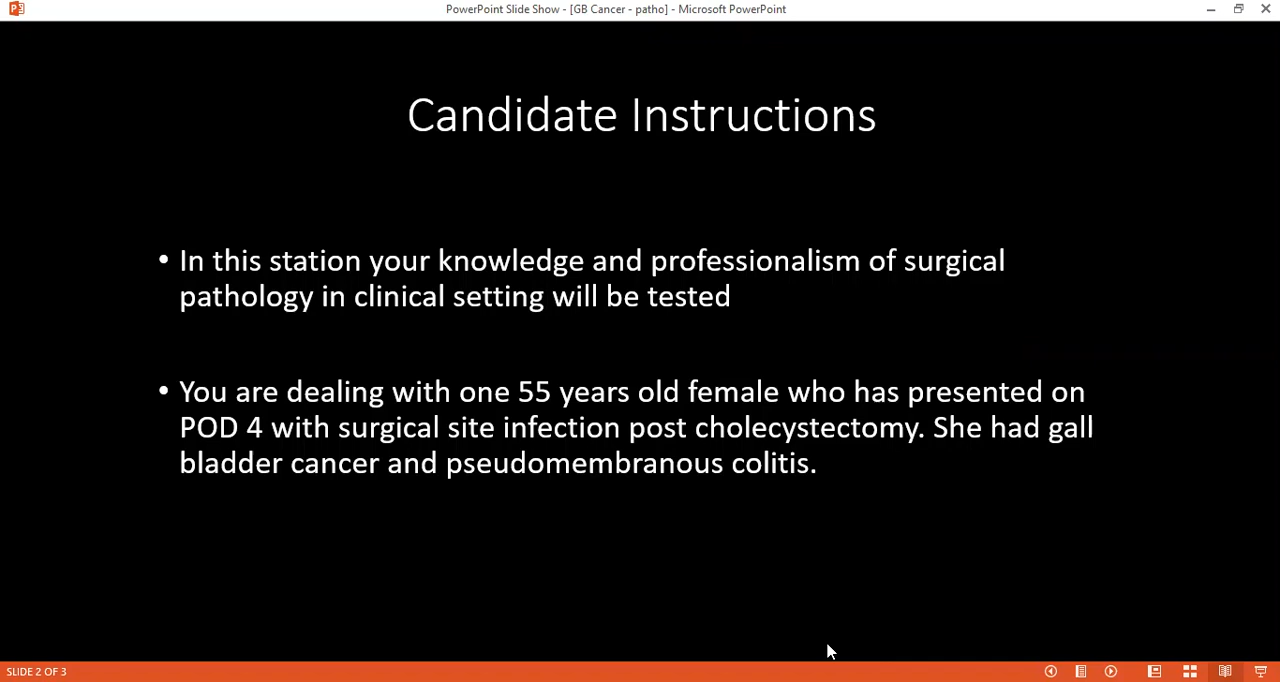 PowerPoint Slide Show - [GB Cancer - patho] - Microsoft PowerPoint
Candidate Instructions
• In this station your knowledge and professionalism of surgical
pathology in clinical setting will be tested
• You are dealing with one 55 years old female who has presented on
POD 4 with surgical site infection post cholecystectomy. She had gall
bladder cancer and pseudomembranous colitis.
SLIDE 2 OF 3